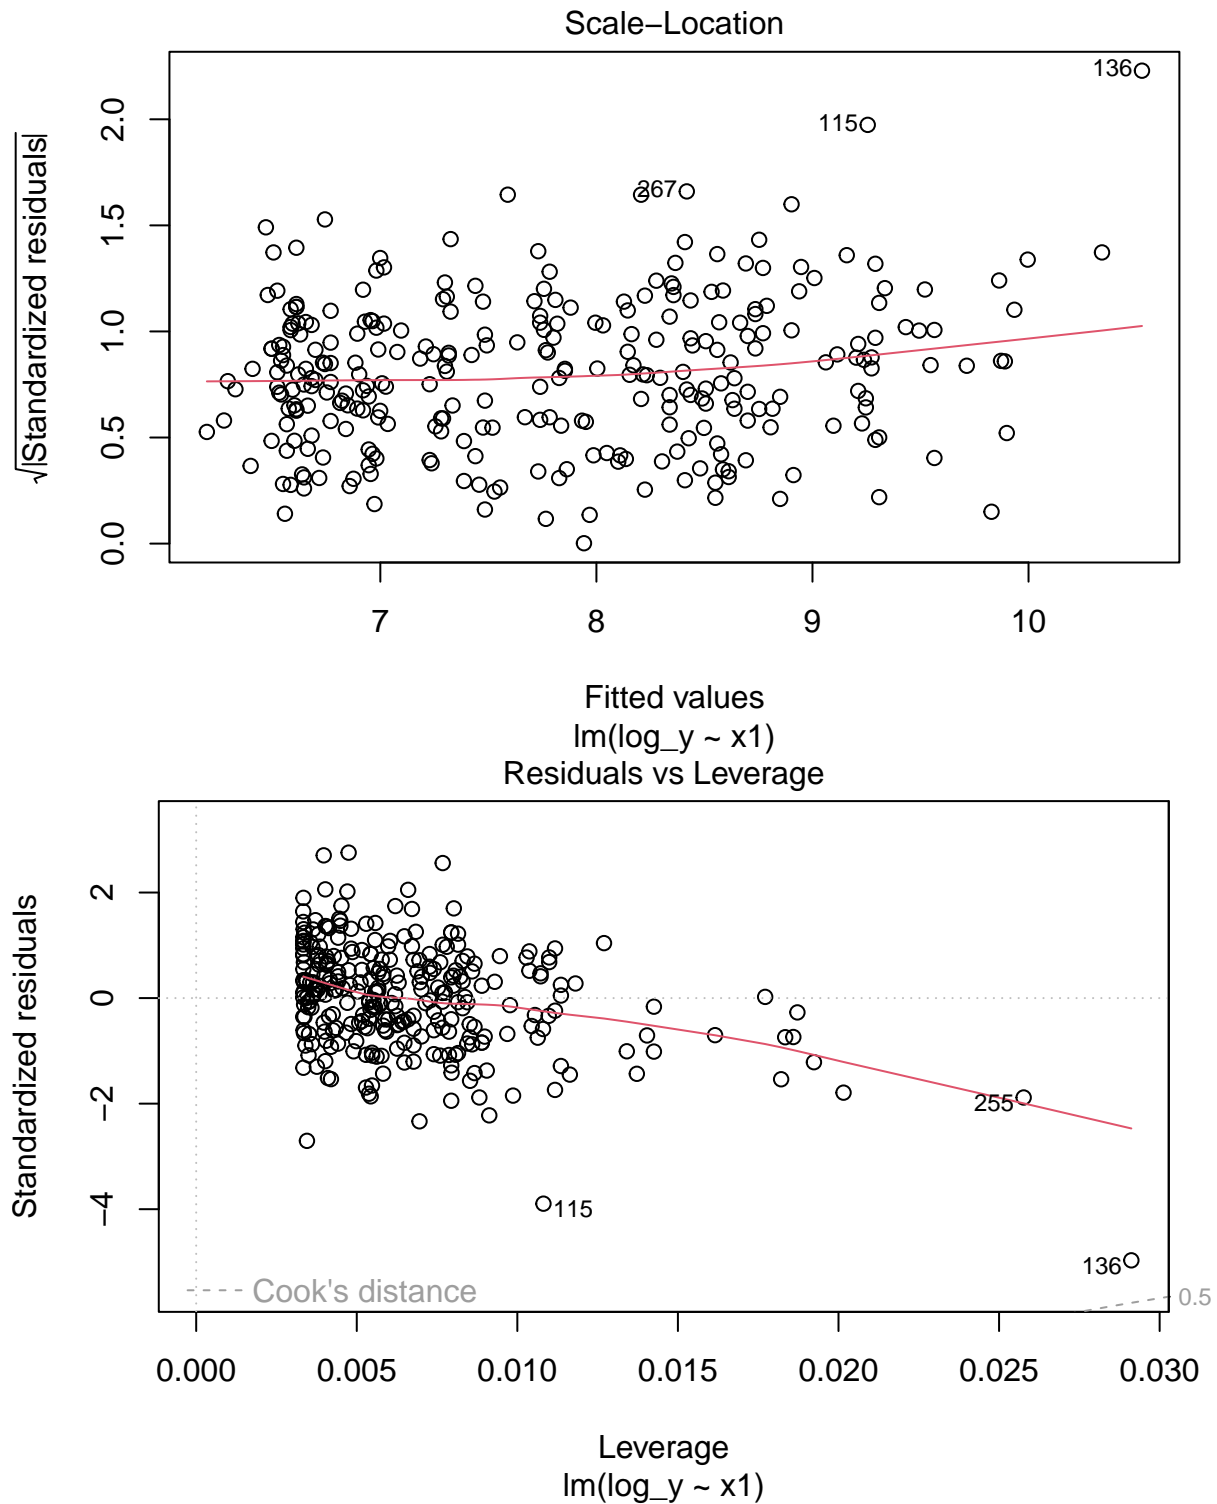 Scale−Location
√|Standardized residuals|
0.0 0.5 1.0 1.5 2.0
136
115
267
7 8 9 10
Fitted values
lm(log_y ~ x1)
Residuals vs Leverage
Standardized residuals
−4 −2 0 2
255
115
136
Cook's distance
0.5
0.000 0.005 0.010 0.015 0.020 0.025 0.030
Leverage
lm(log_y ~ x1)